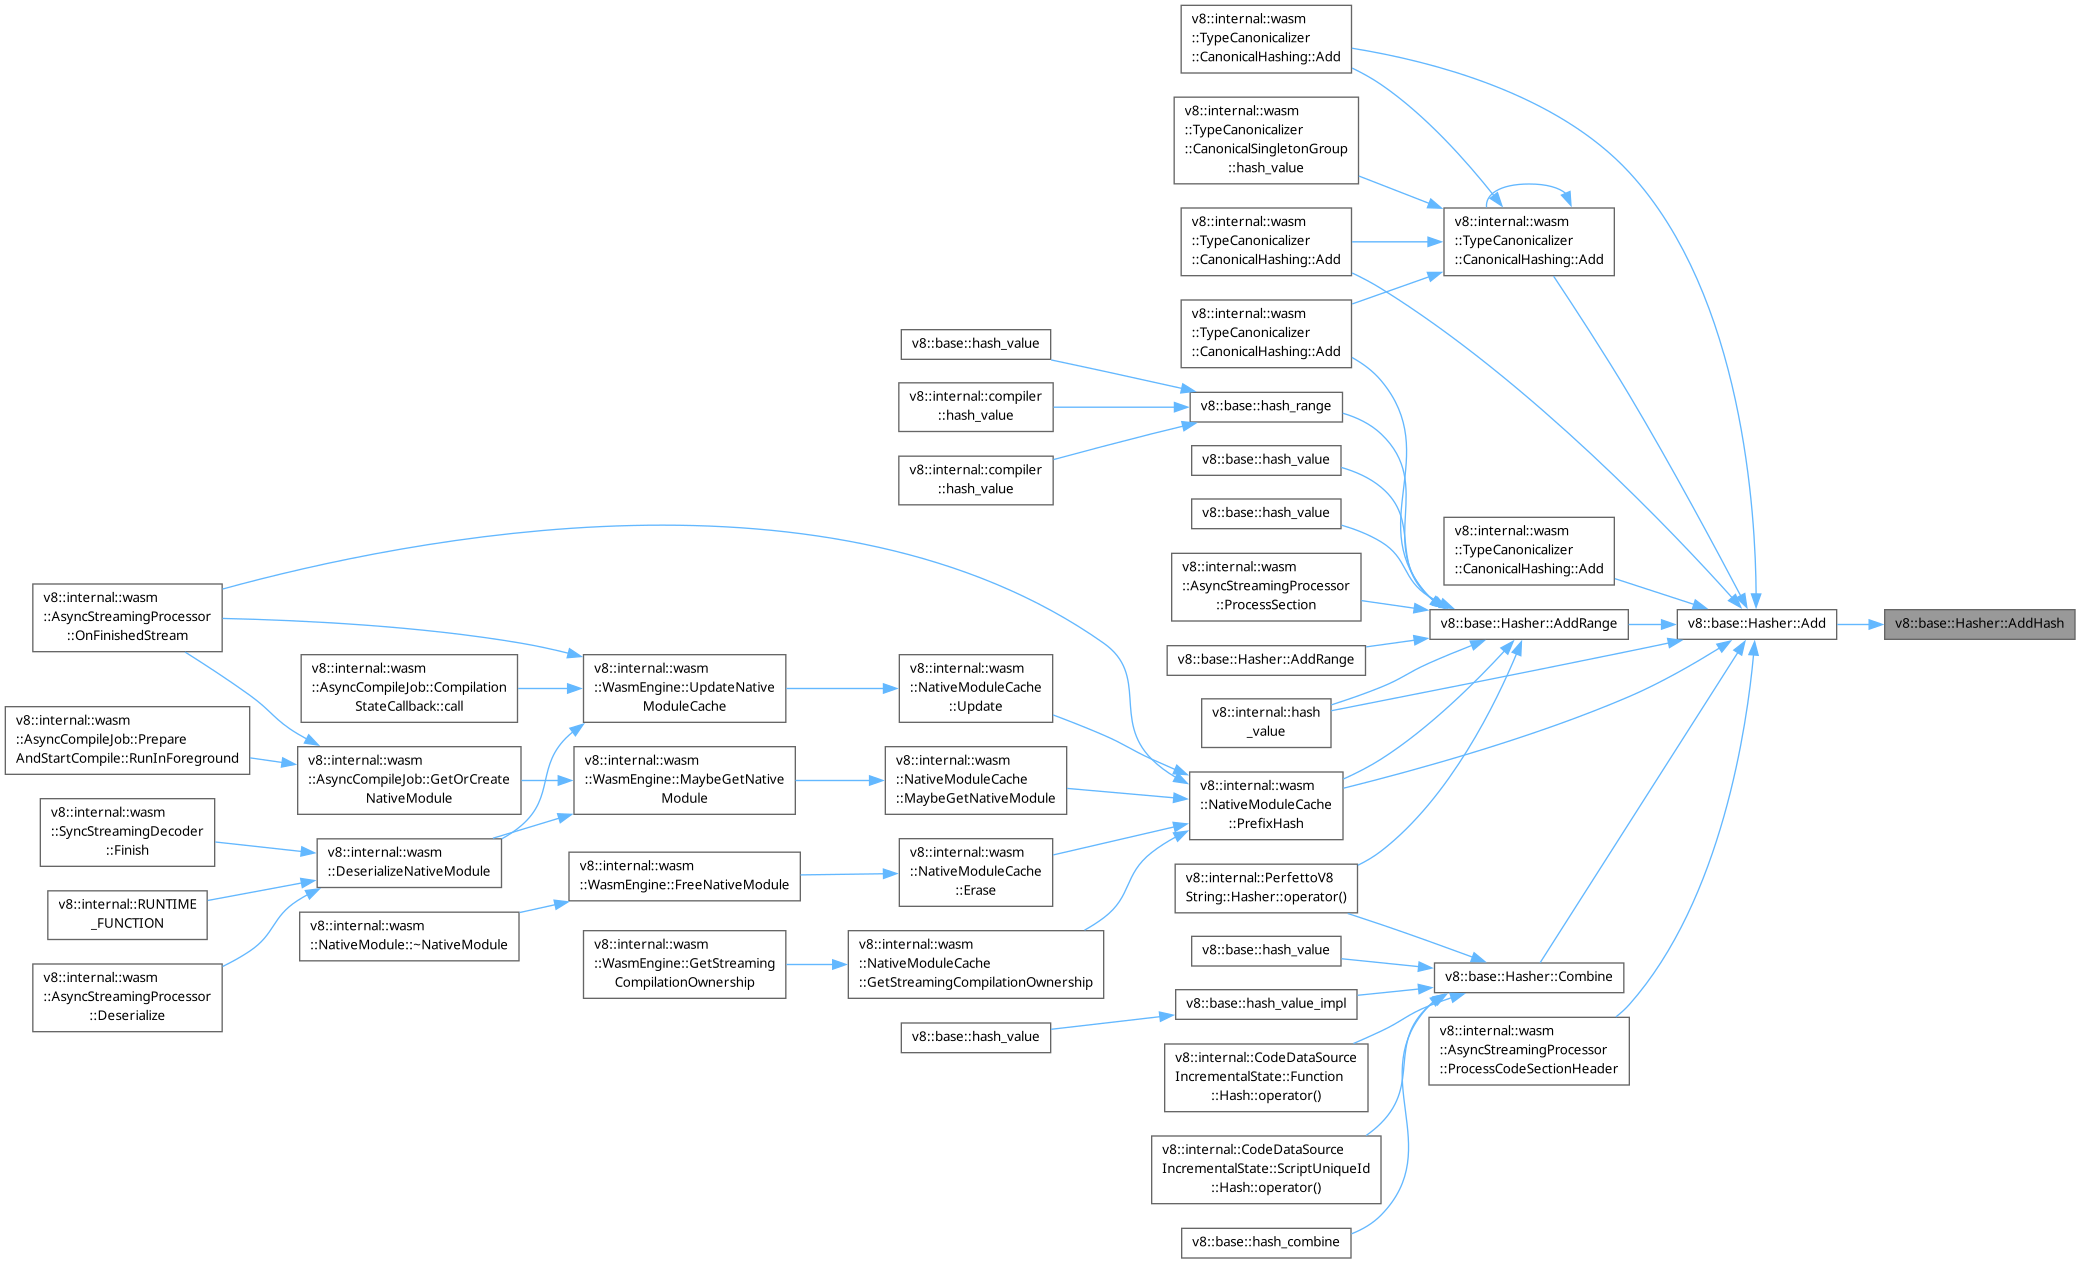 v8::internal::wasm
::TypeCanonicalizer
::CanonicalHashing::Add
v8::internal::wasm
::TypeCanonicalizer
::CanonicalSingletonGroup
::hash_value
v8::internal::wasm
::TypeCanonicalizer
::CanonicalHashing::Add
v8::internal::wasm
::TypeCanonicalizer
::CanonicalHashing::Add
v8::internal::wasm
::TypeCanonicalizer
::CanonicalHashing::Add
v8::base::hash_value
v8::internal::compiler
::hash_value
v8::base::hash_range
v8::internal::compiler
::hash_value
v8::base::hash_value
v8::base::hash_value
v8::internal::wasm
::TypeCanonicalizer
::CanonicalHashing::Add
v8::internal::wasm
::AsyncStreamingProcessor
::ProcessSection
v8::internal::wasm
::AsyncStreamingProcessor
::OnFinishedStream
v8::base::Hasher::AddRange
v8::base::Hasher::Add
v8::base::Hasher::AddHash
v8::base::Hasher::AddRange
v8::internal::wasm
::AsyncCompileJob::Compilation
StateCallback::call
v8::internal::wasm
::WasmEngine::UpdateNative
ModuleCache
v8::internal::wasm
::NativeModuleCache
::Update
v8::internal::hash
_value
v8::internal::wasm
::AsyncCompileJob::Prepare
AndStartCompile::RunInForeground
v8::internal::wasm
::AsyncCompileJob::GetOrCreate
NativeModule
v8::internal::wasm
::WasmEngine::MaybeGetNative
Module
v8::internal::wasm
::NativeModuleCache
::MaybeGetNativeModule
v8::internal::wasm
::NativeModuleCache
::PrefixHash
v8::internal::wasm
::SyncStreamingDecoder
::Finish
v8::internal::wasm
::DeserializeNativeModule
v8::internal::wasm
::WasmEngine::FreeNativeModule
v8::internal::wasm
::NativeModuleCache
::Erase
v8::internal::PerfettoV8
String::Hasher::operator()
v8::internal::RUNTIME
_FUNCTION
v8::internal::wasm
::NativeModule::~NativeModule
v8::internal::wasm
::WasmEngine::GetStreaming
CompilationOwnership
v8::internal::wasm
::NativeModuleCache
::GetStreamingCompilationOwnership
v8::base::hash_value
v8::base::Hasher::Combine
v8::internal::wasm
::AsyncStreamingProcessor
::Deserialize
v8::base::hash_value_impl
v8::base::hash_value
v8::internal::wasm
::AsyncStreamingProcessor
::ProcessCodeSectionHeader
v8::internal::CodeDataSource
IncrementalState::Function
::Hash::operator()
v8::internal::CodeDataSource
IncrementalState::ScriptUniqueId
::Hash::operator()
v8::base::hash_combine